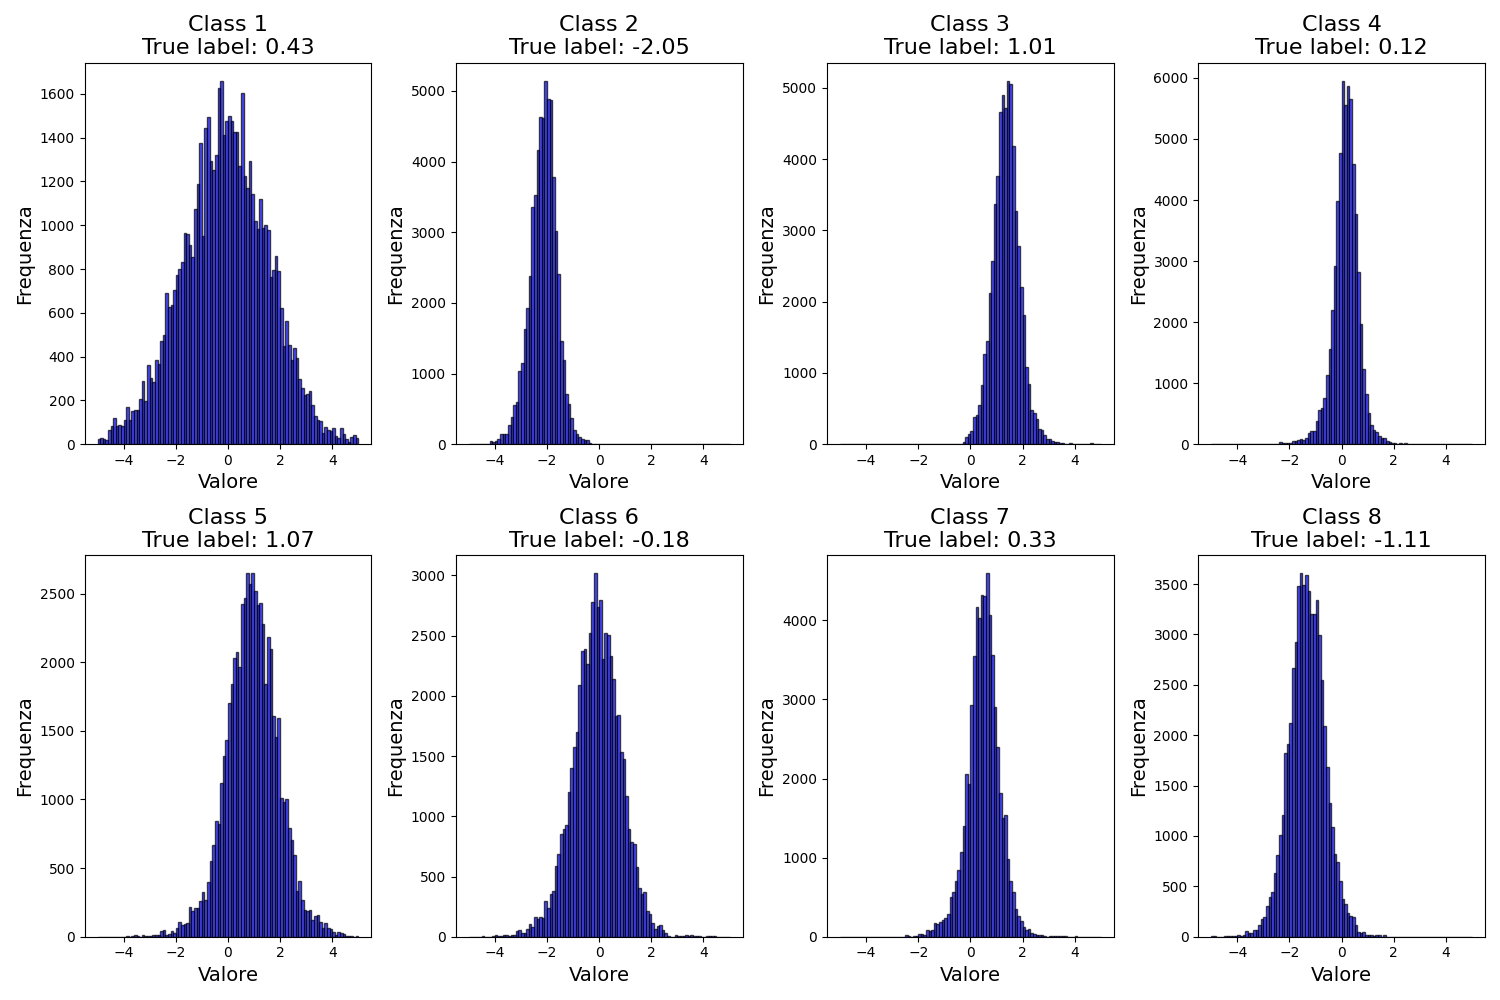 Class 1
True label: 0.43
Class 2
True label: -2.05
Class 3
True label: 1.01
Class 4
True label: 0.12
Frequenza
1600
1400
1200
1000
800
600
400
200
0
−4 −2 0 2 4
Valore
Frequenza
5000
4000
3000
2000
1000
0
−4 −2 0 2 4
Valore
Frequenza
5000
4000
3000
2000
1000
0
−4 −2 0 2 4
Valore
Frequenza
6000
5000
4000
3000
2000
1000
0
−4 −2 0 2 4
Valore
Class 5
True label: 1.07
Class 6
True label: -0.18
Class 7
True label: 0.33
Class 8
True label: -1.11
Frequenza
2500
2000
1500
1000
500
0
−4 −2 0 2 4
Valore
Frequenza
3000
2500
2000
1500
1000
500
0
−4 −2 0 2 4
Valore
Frequenza
4000
3000
2000
1000
0
−4 −2 0 2 4
Valore
Frequenza
3500
3000
2500
2000
1500
1000
500
0
−4 −2 0 2 4
Valore